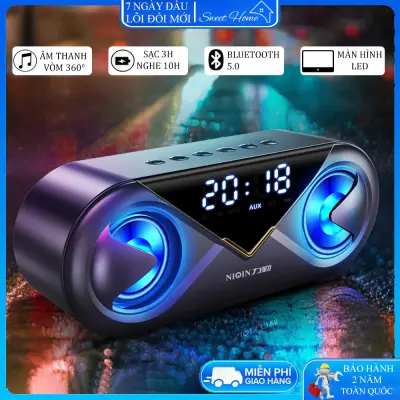 7 NGÀY ĐẦU
LỖI ĐỔI MỚI
Sweet Home
ÂM THANH
VÒM 360°
SẠC 3H
NGHE 10H
BLUETOOTH
5.0
MÀN HÌNH
LED
20:18
AUX
NIQIN
MIỄN PHÍ
GIAO HÀNG
BẢO HÀNH
2 NĂM
TOÀN QUỐC